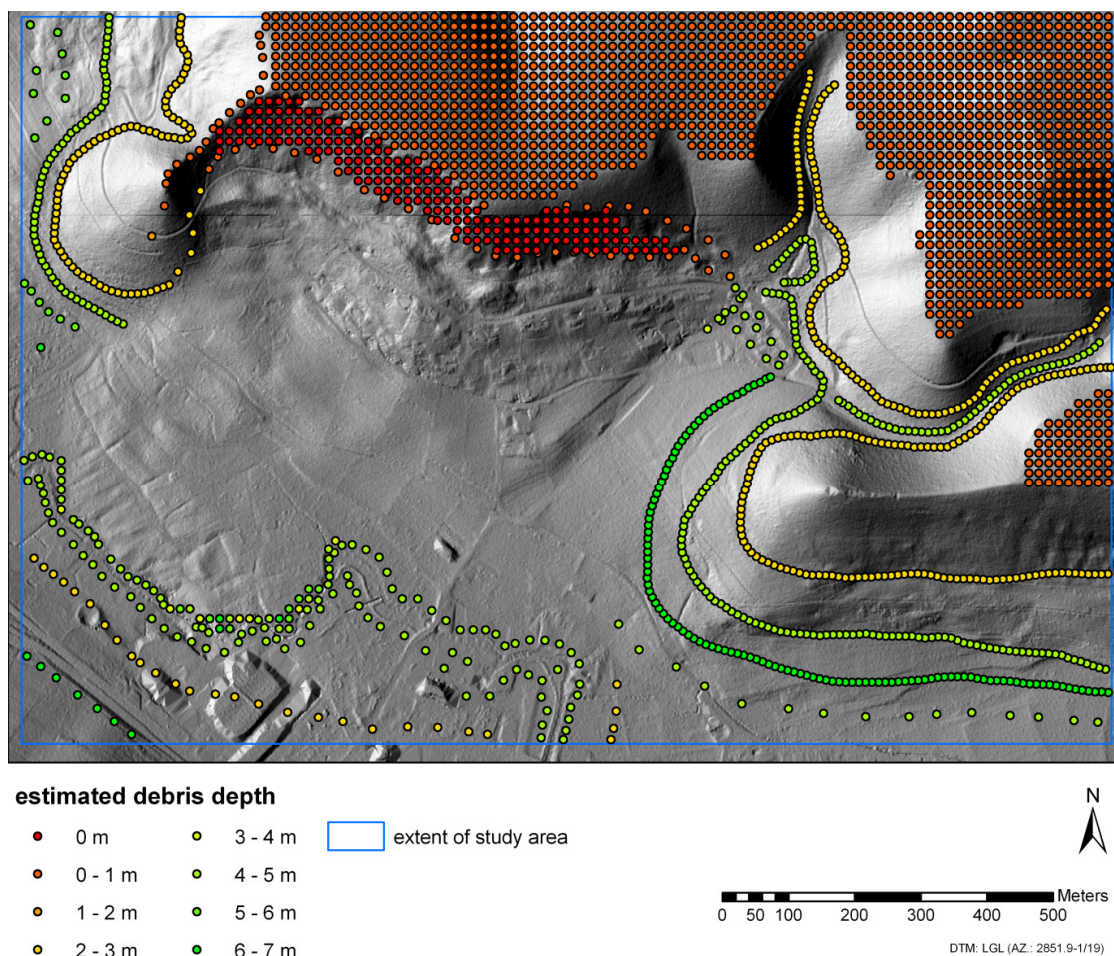 estimated debris depth
0 m
0 - 1 m
1 - 2 m
2 - 3 m
3 - 4 m
4 - 5 m
5 - 6 m
6 - 7 m
extent of study area
N
Meters
0 50 100 200 300 400 500
DTM: LGL (AZ.: 2851.9-1/19)